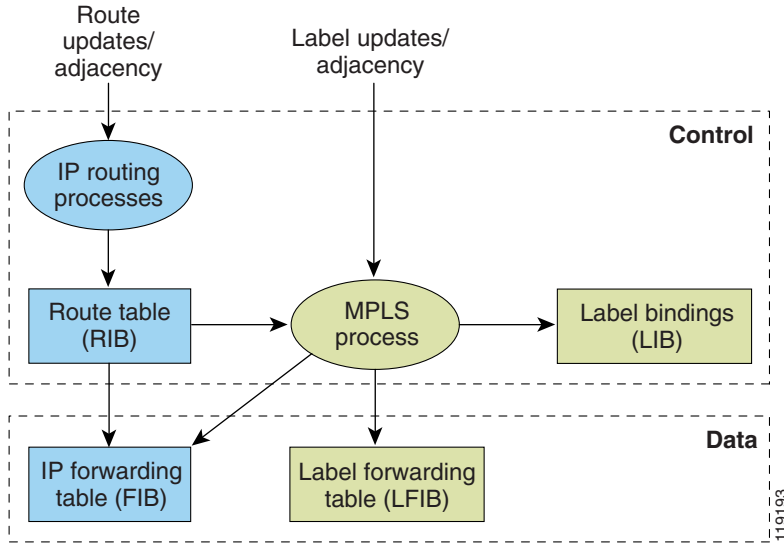 Route
updates/
adjacency
Label updates/
adjacency
Control
IP routing
processes
Route table
(RIB)
MPLS
process
Label bindings
(LIB)
Data
IP forwarding
table (FIB)
Label forwarding
table (LFIB)
119193